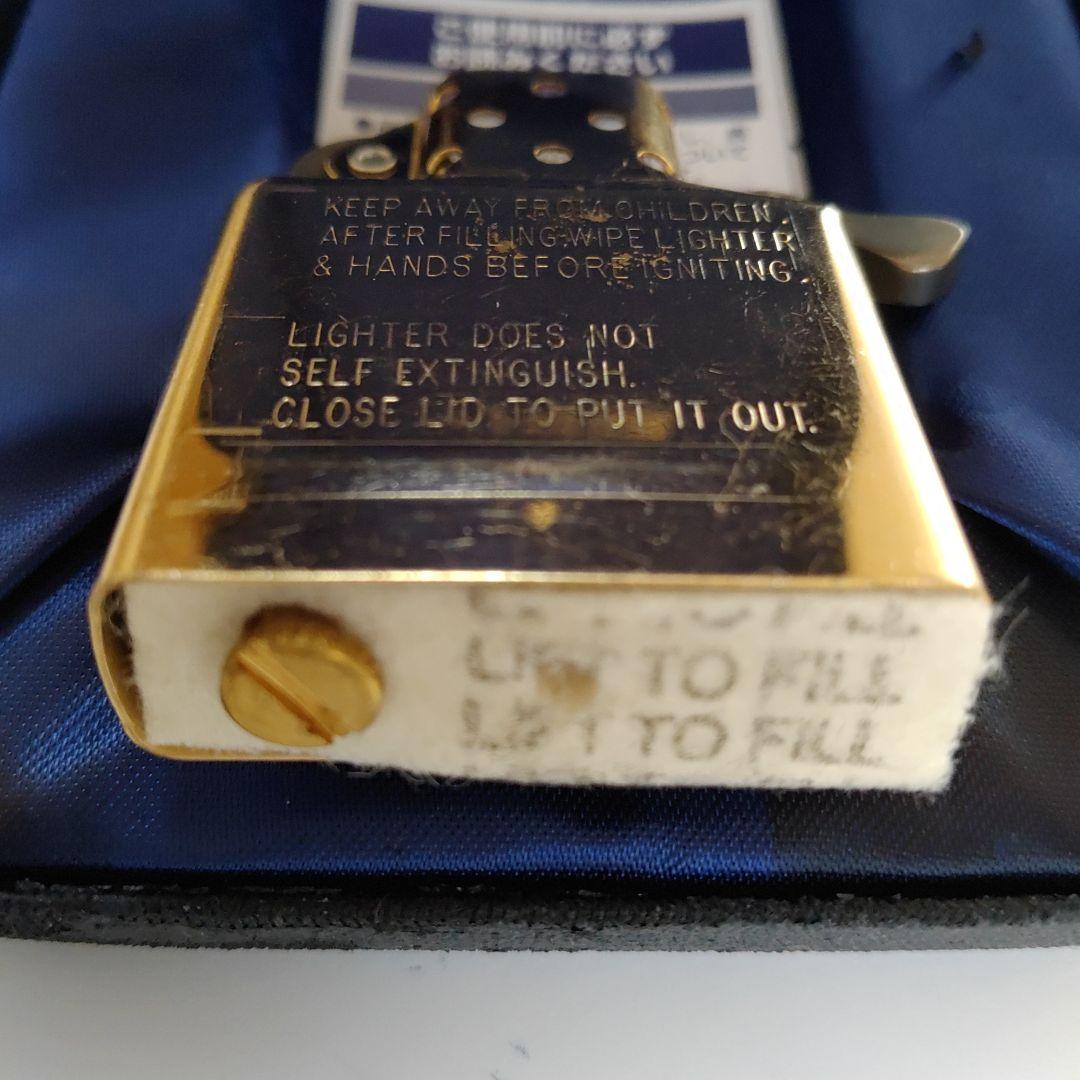 ご使用前に必ず
お読みください
KEEP AWAY FROM CHILDREN.
AFTER FILLING WIPE LIGHTER
& HANDS BEFORE IGNITING.
LIGHTER DOES NOT
SELF EXTINGUISH.
CLOSE LID TO PUT IT OUT.
LIFT TO FILL
LIFT TO FILL